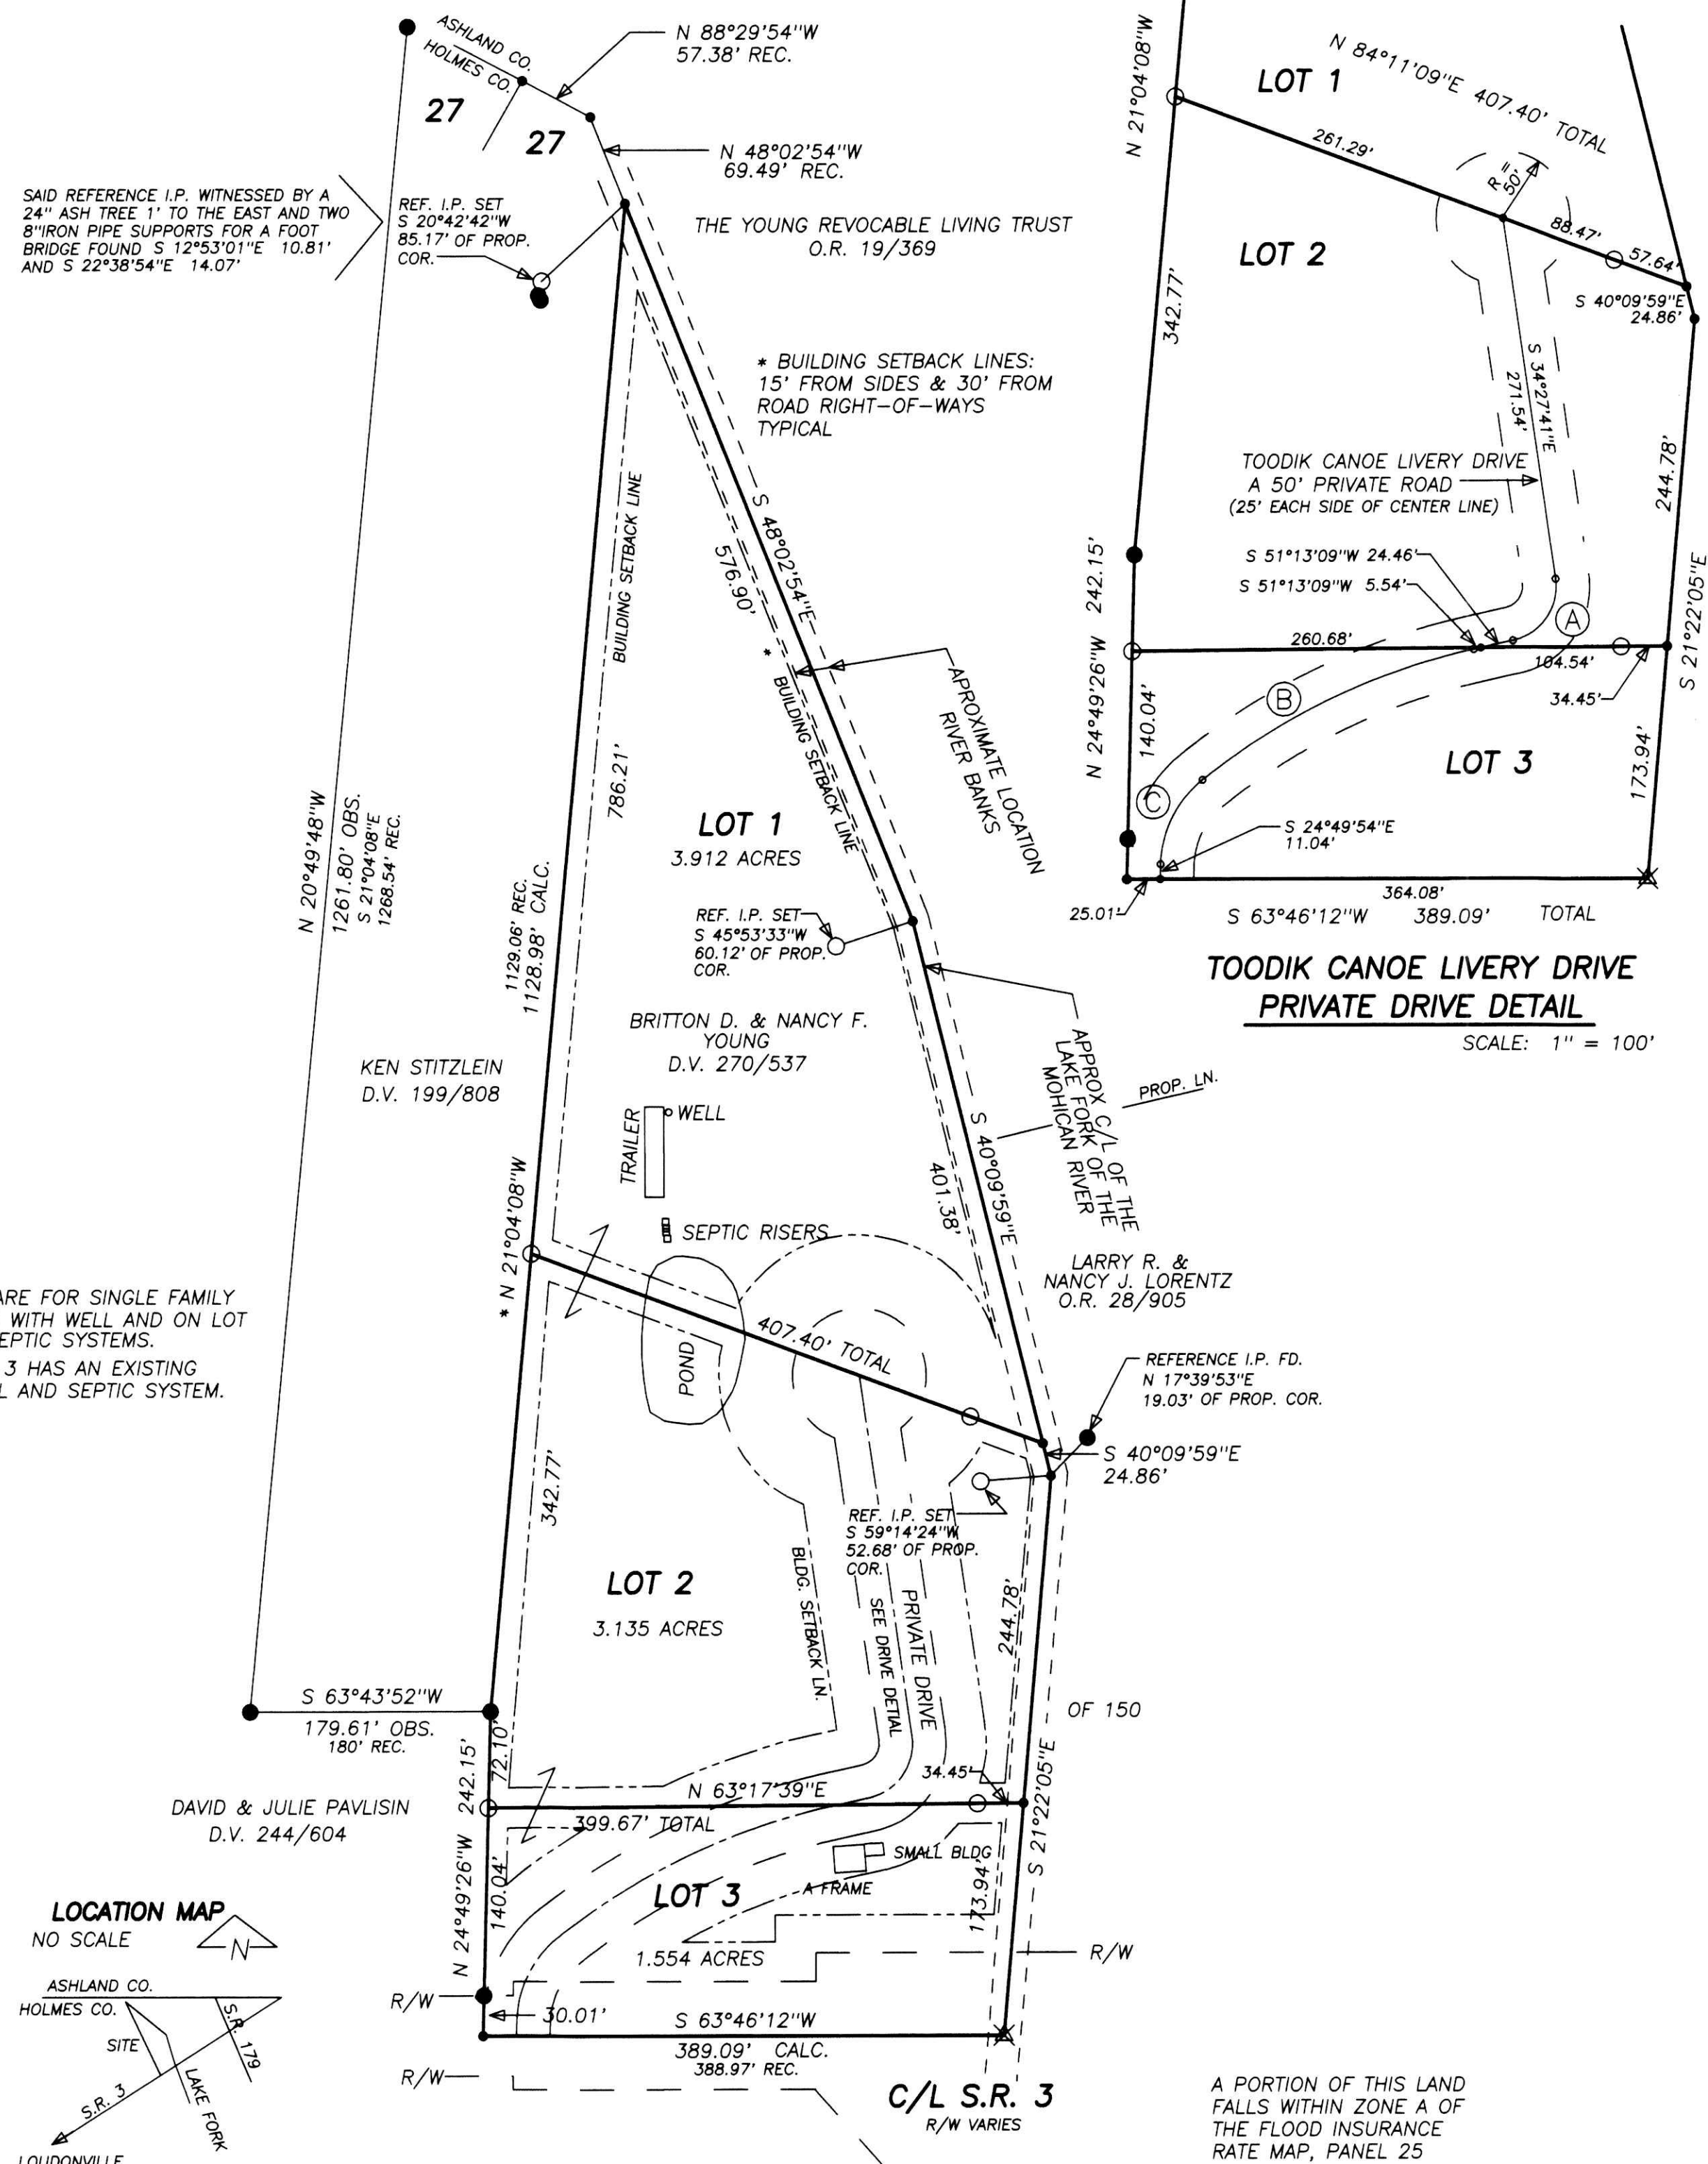 ASHLAND CO.
HOLMES CO.
27
27
N 88°29'54"W
57.38' REC.
N 48°02'54"W
69.49' REC.
SAID REFERENCE I.P. WITNESSED BY A
24" ASH TREE 1' TO THE EAST AND TWO
8"IRON PIPE SUPPORTS FOR A FOOT
BRIDGE FOUND S 12°53'01"E 10.81'
AND S 22°38'54"E 14.07'
REF. I.P. SET
S 20°42'42"W
85.17' OF PROP.
COR.
THE YOUNG REVOCABLE LIVING TRUST
O.R. 19/369
* BUILDING SETBACK LINES:
15' FROM SIDES & 30' FROM
ROAD RIGHT-OF-WAYS
TYPICAL
BUILDING SETBACK LINE
S 48°02'54"E
576.90'
*
BUILDING SETBACK LINE
APROXIMATE LOCATION
RIVER BANKS
786.21'
LOT 1
3.912 ACRES
N 20°49'48"W
1261.80' OBS.
S 21°04'08"E
1268.54' REC.
1129.06' REC.
1128.98' CALC.
REF. I.P. SET
S 45°53'33"W
60.12' OF PROP.
COR.
BRITTON D. & NANCY F.
YOUNG
D.V. 270/537
KEN STITZLEIN
D.V. 199/808
APPROX C/L OF THE
LAKE FORK OF THE
MOHICAN RIVER
PROP. LN.
S 40°09'59"E
401.38'
TRAILER
WELL
SEPTIC RISERS
* N 21°04'08"W
LARRY R. &
NANCY J. LORENTZ
O.R. 28/905
ARE FOR SINGLE FAMILY
WITH WELL AND ON LOT
EPTIC SYSTEMS.
3 HAS AN EXISTING
L AND SEPTIC SYSTEM.
407.40' TOTAL
POND
REFERENCE I.P. FD.
N 17°39'53"E
19.03' OF PROP. COR.
S 40°09'59"E
24.86'
342.77'
REF. I.P. SET
S 59°14'24"W
52.68' OF PROP.
COR.
LOT 2
3.135 ACRES
BLDG. SETBACK LN.
SEE DRIVE DETIAL
PRIVATE DRIVE
244.78'
S 63°43'52"W
179.61' OBS.
180' REC.
OF 150
72.10'
242.15'
N 24°49'26"W
140.04'
N 63°17'39"E
399.67' TOTAL
34.45'
S 21°22'05"E
DAVID & JULIE PAVLISIN
D.V. 244/604
SMALL BLDG
A FRAME
LOT 3
1.554 ACRES
173.94'
R/W
R/W
30.01'
S 63°46'12"W
389.09' CALC.
388.97' REC.
R/W
C/L S.R. 3
R/W VARIES
LOCATION MAP
NO SCALE
N
ASHLAND CO.
HOLMES CO.
SITE
S.R. 179
S.R. 3
LAKE FORK
LOUDONVILLE
A PORTION OF THIS LAND
FALLS WITHIN ZONE A OF
THE FLOOD INSURANCE
RATE MAP, PANEL 25
N 21°04'08"W
LOT 1
N 84°11'09"E 407.40' TOTAL
261.29'
R = 50'
88.47'
57.64'
LOT 2
S 40°09'59"E
24.86'
342.77'
S 34°27'41"E
271.54'
244.78'
TOODIK CANOE LIVERY DRIVE
A 50' PRIVATE ROAD
(25' EACH SIDE OF CENTER LINE)
S 51°13'09"W 24.46'
S 51°13'09"W 5.54'
A
260.68'
104.54'
34.45'
S 21°22'05"E
N 24°49'26"W 242.15'
140.04'
B
C
LOT 3
173.94'
S 24°49'54"E
11.04'
25.01'
364.08'
S 63°46'12"W 389.09' TOTAL
TOODIK CANOE LIVERY DRIVE
PRIVATE DRIVE DETAIL
SCALE: 1" = 100'